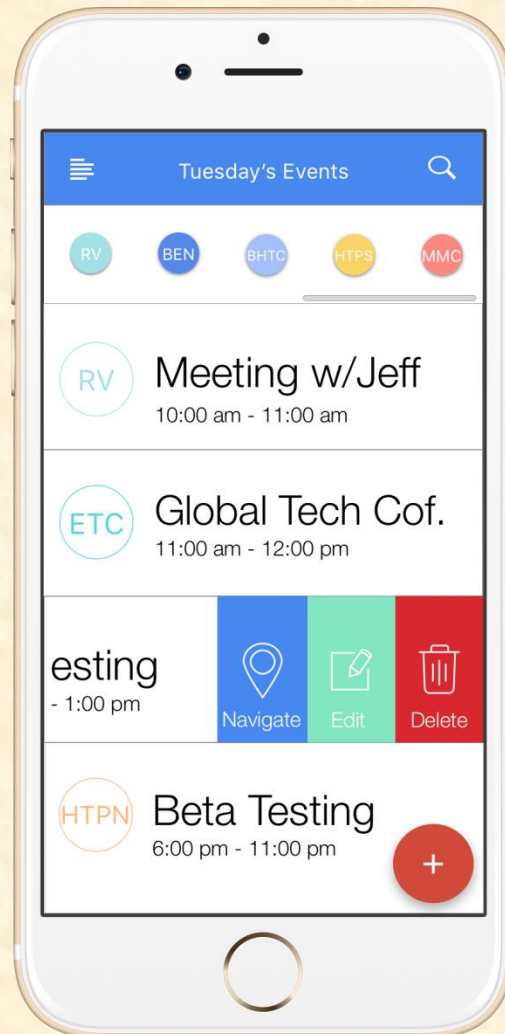 Tuesday's Events
RV BEN BHTC HTPS MMC
RV
Meeting w/Jeff
10:00 am - 11:00 am
ETC
Global Tech Cof.
11:00 am - 12:00 pm
esting
- 1:00 pm
Navigate Edit Delete
HTPN
Beta Testing
6:00 pm - 11:00 pm
+